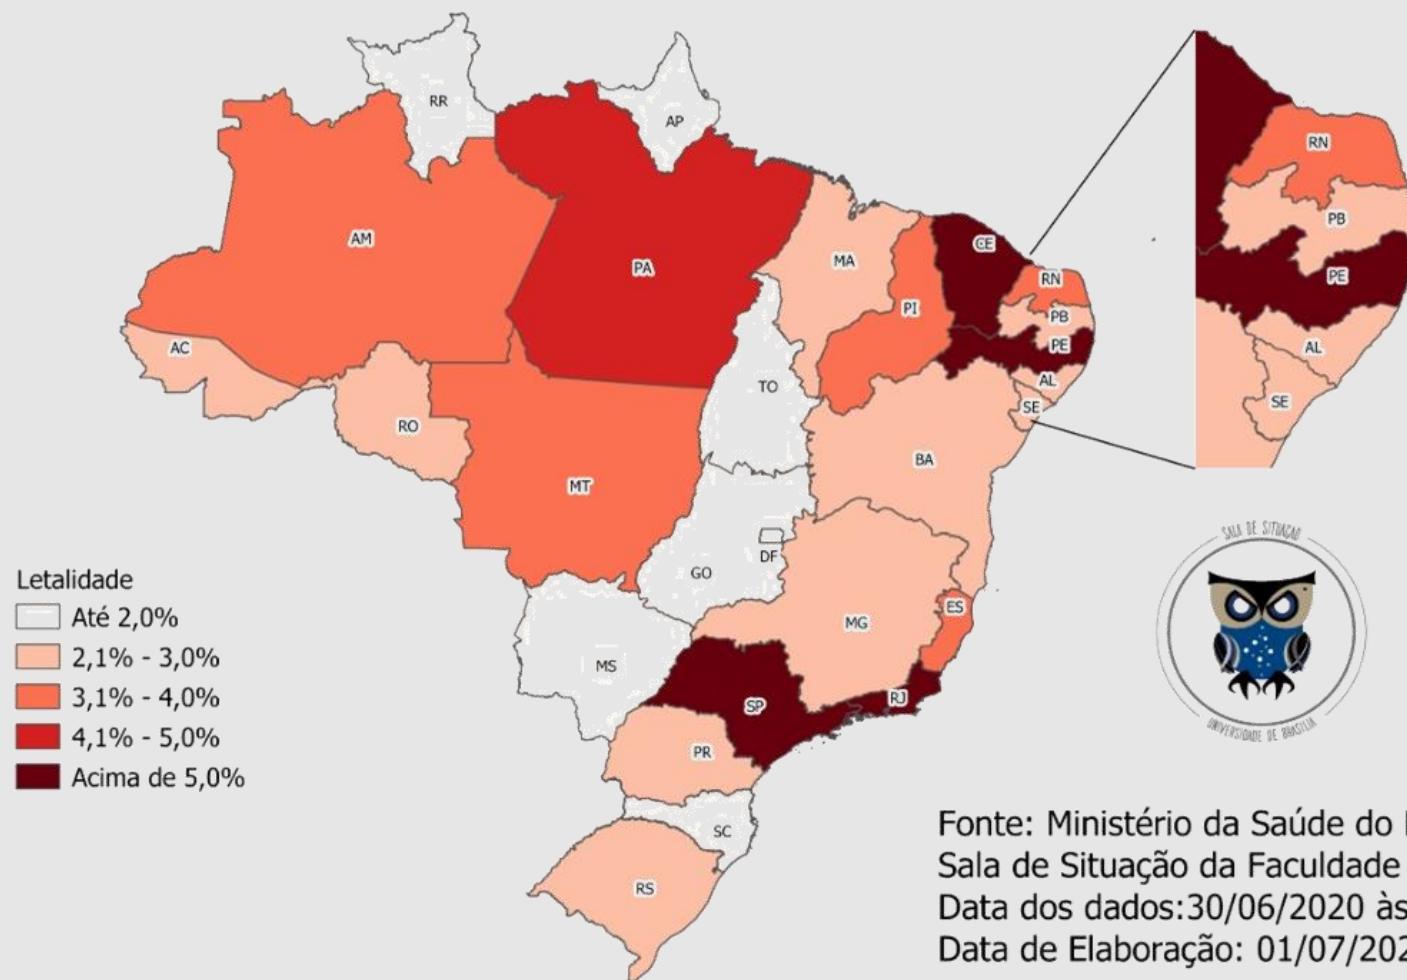 RR
AP
AM
PA
MA
CE
RN
PI
PB
PE
AC
TO
AL
SE
RO
BA
MT
DF
GO
ES
MG
MS
SP
RJ
PR
SC
RS
RN
PB
PE
AL
SE
SALA DE SITUAÇÃO
UNIVERSIDADE DE BRASÍLIA
Letalidade
Até 2,0%
2,1% - 3,0%
3,1% - 4,0%
4,1% - 5,0%
Acima de 5,0%
Fonte: Ministério da Saúde do
Sala de Situação da Faculdade
Data dos dados:30/06/2020 às
Data de Elaboração: 01/07/202